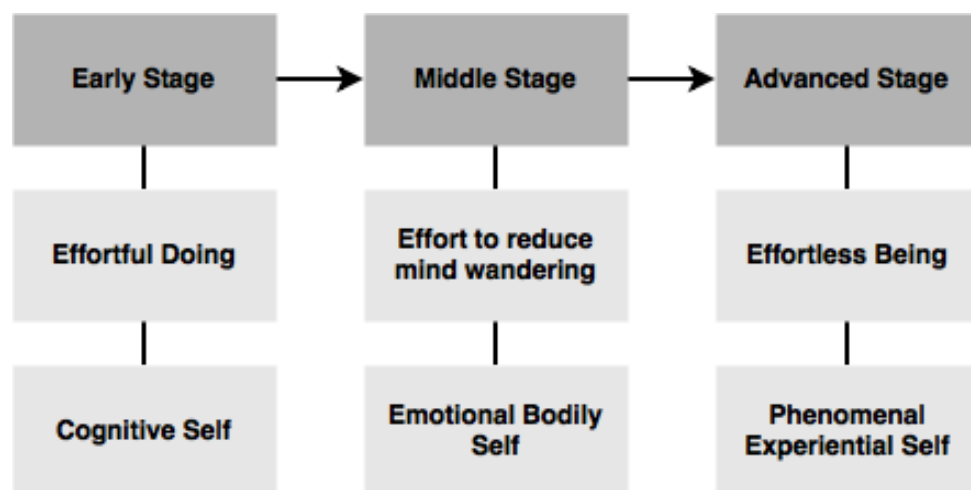 Early Stage
Middle Stage
Advanced Stage
Effortful Doing
Effort to reduce
mind wandering
Effortless Being
Cognitive Self
Emotional Bodily
Self
Phenomenal
Experiential Self